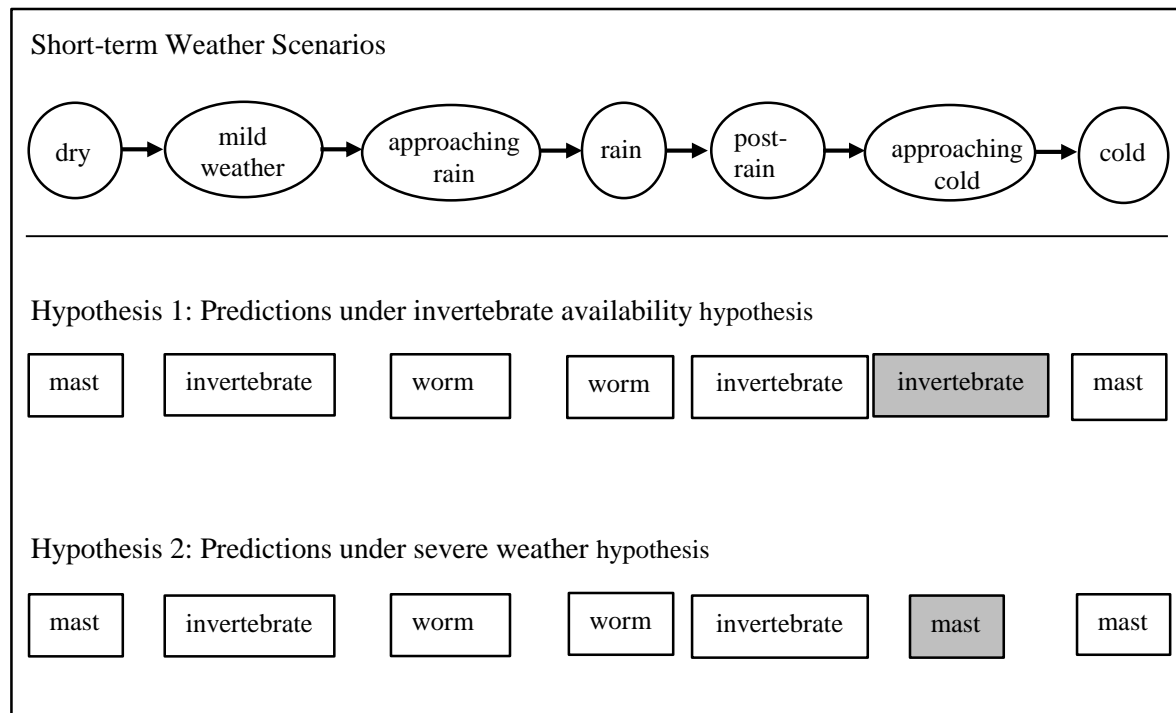 Short-term Weather Scenarios
dry
mild
weather
approaching
rain
rain
post-
rain
approaching
cold
cold
Hypothesis 1: Predictions under invertebrate availability hypothesis
mast
invertebrate
worm
worm
invertebrate
invertebrate
mast
Hypothesis 2: Predictions under severe weather hypothesis
mast
invertebrate
worm
worm
invertebrate
mast
mast